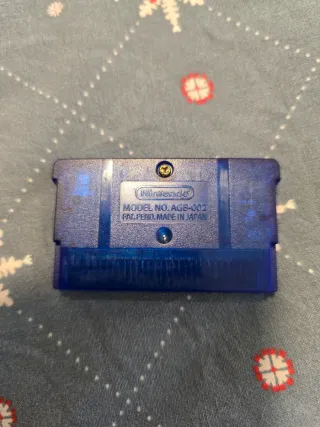 Nintendo
MODEL NO. AGB-002
PAT. PEND. MADE IN JAPAN